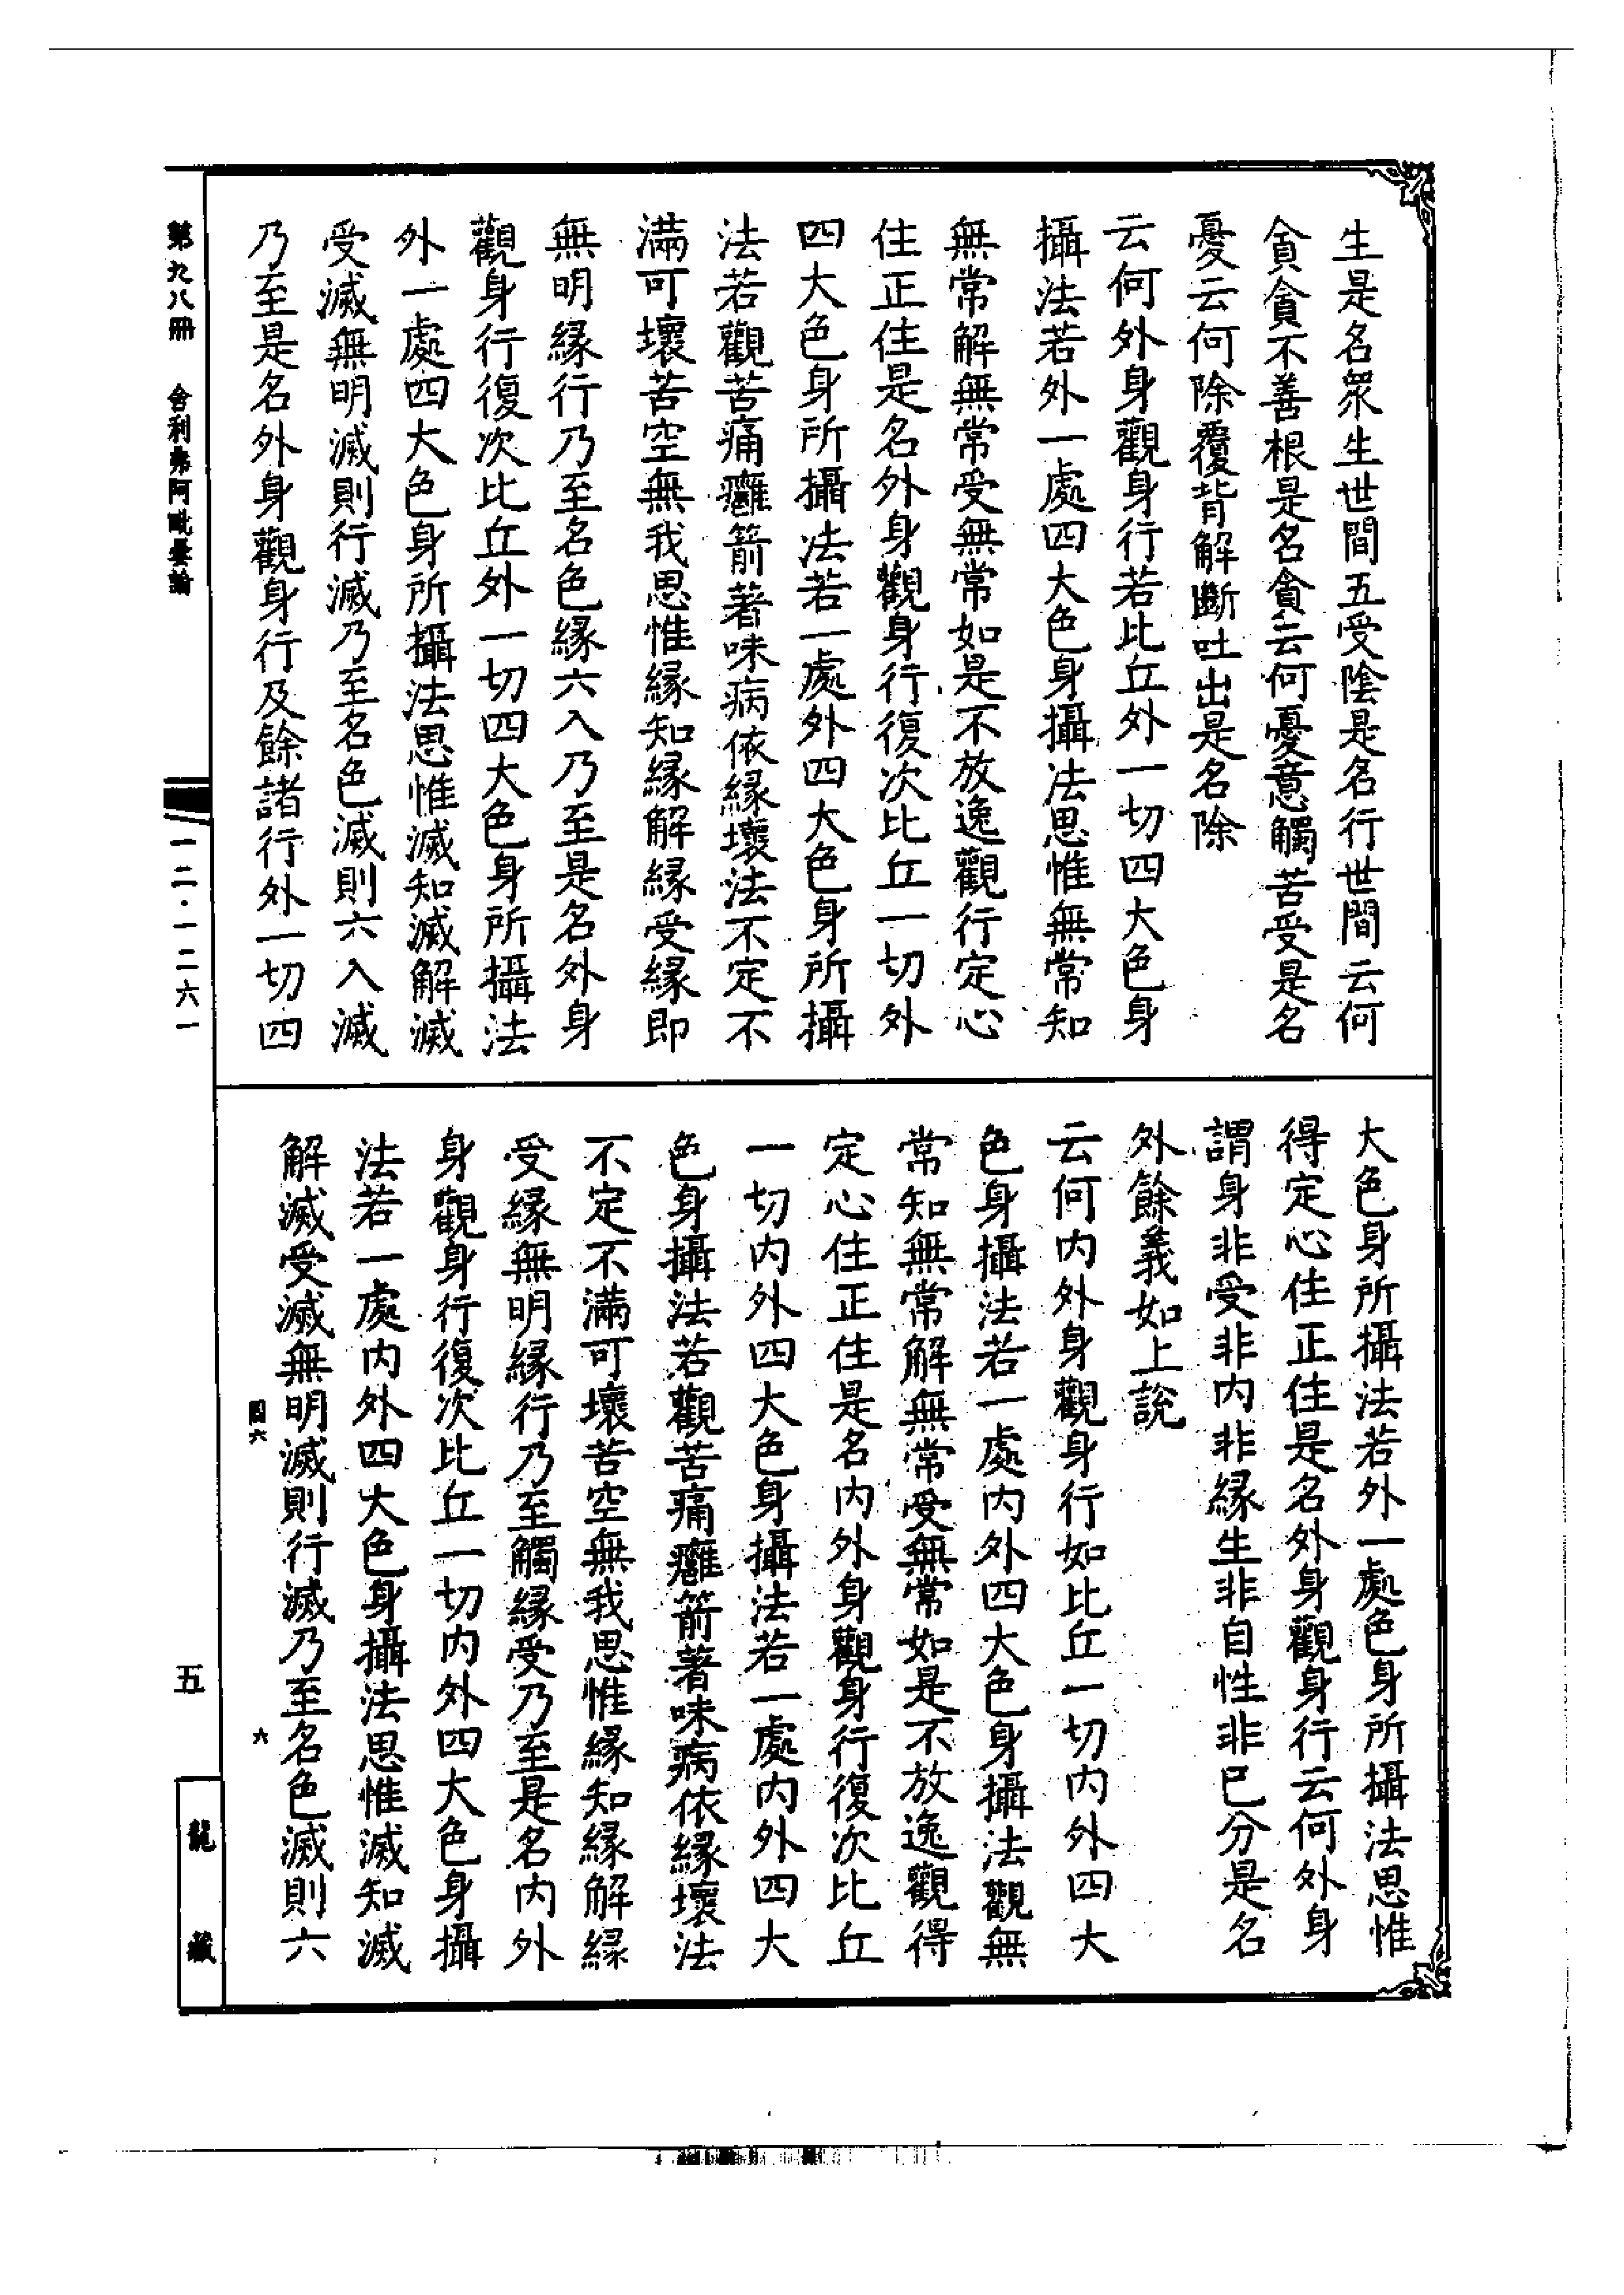 生是名眾生世間五受陰是名行世間云何
貪貪不善根是名貪云何憂意觸苦受是名
憂云何除覆背解斷吐出是名除
云何外身觀身行若比丘外一切四大色身
攝法若外一處四大色身攝法思惟無常知
無常解無常受無常如是不放逸觀行定心
住正住是名外身觀身行復次比丘一切外
四大色身所攝法若一處外四大色身所攝
法若觀苦痛癰箭著味病依緣壞法不定不
滿可壞苦空無我思惟緣知緣解緣受緣即
無明緣行乃至名色緣六入乃至是名外身
觀身行復次比丘外一切四大色身所攝法
外一處四大色身所攝法思惟滅知滅解滅
受滅無明滅則行滅乃至名色滅則六入滅
乃至是名外身觀身行及餘諸行外一切四
大色身所攝法若外一處色身所攝法思惟
得定心住正住是名外身觀身行云何外身
謂身非受非內非緣生非自性非已分是名
外餘義如上說
云何內外身觀身行如比丘一切內外四大
色身攝法若一處內外四大色身攝法觀無
常知無常解無常受無常如是不放逸觀得
定心住正住是名內外身觀身行復次比丘
一切內外四大色身攝法若一處內外四大
色身攝法若觀苦痛癰箭著味病依緣壞法
不定不滿可壞苦空無我思惟緣知緣解緣
受緣無明緣行乃至觸緣受乃至是名內外
身觀身行復次比丘一切內外四大色身攝
法若一處內外四大色身攝法思惟滅知滅
解滅受滅無明滅則行滅乃至名色滅則六
第九八冊 舍利弗阿毗曇論
一二·一二六一
五
龍藏
六
六